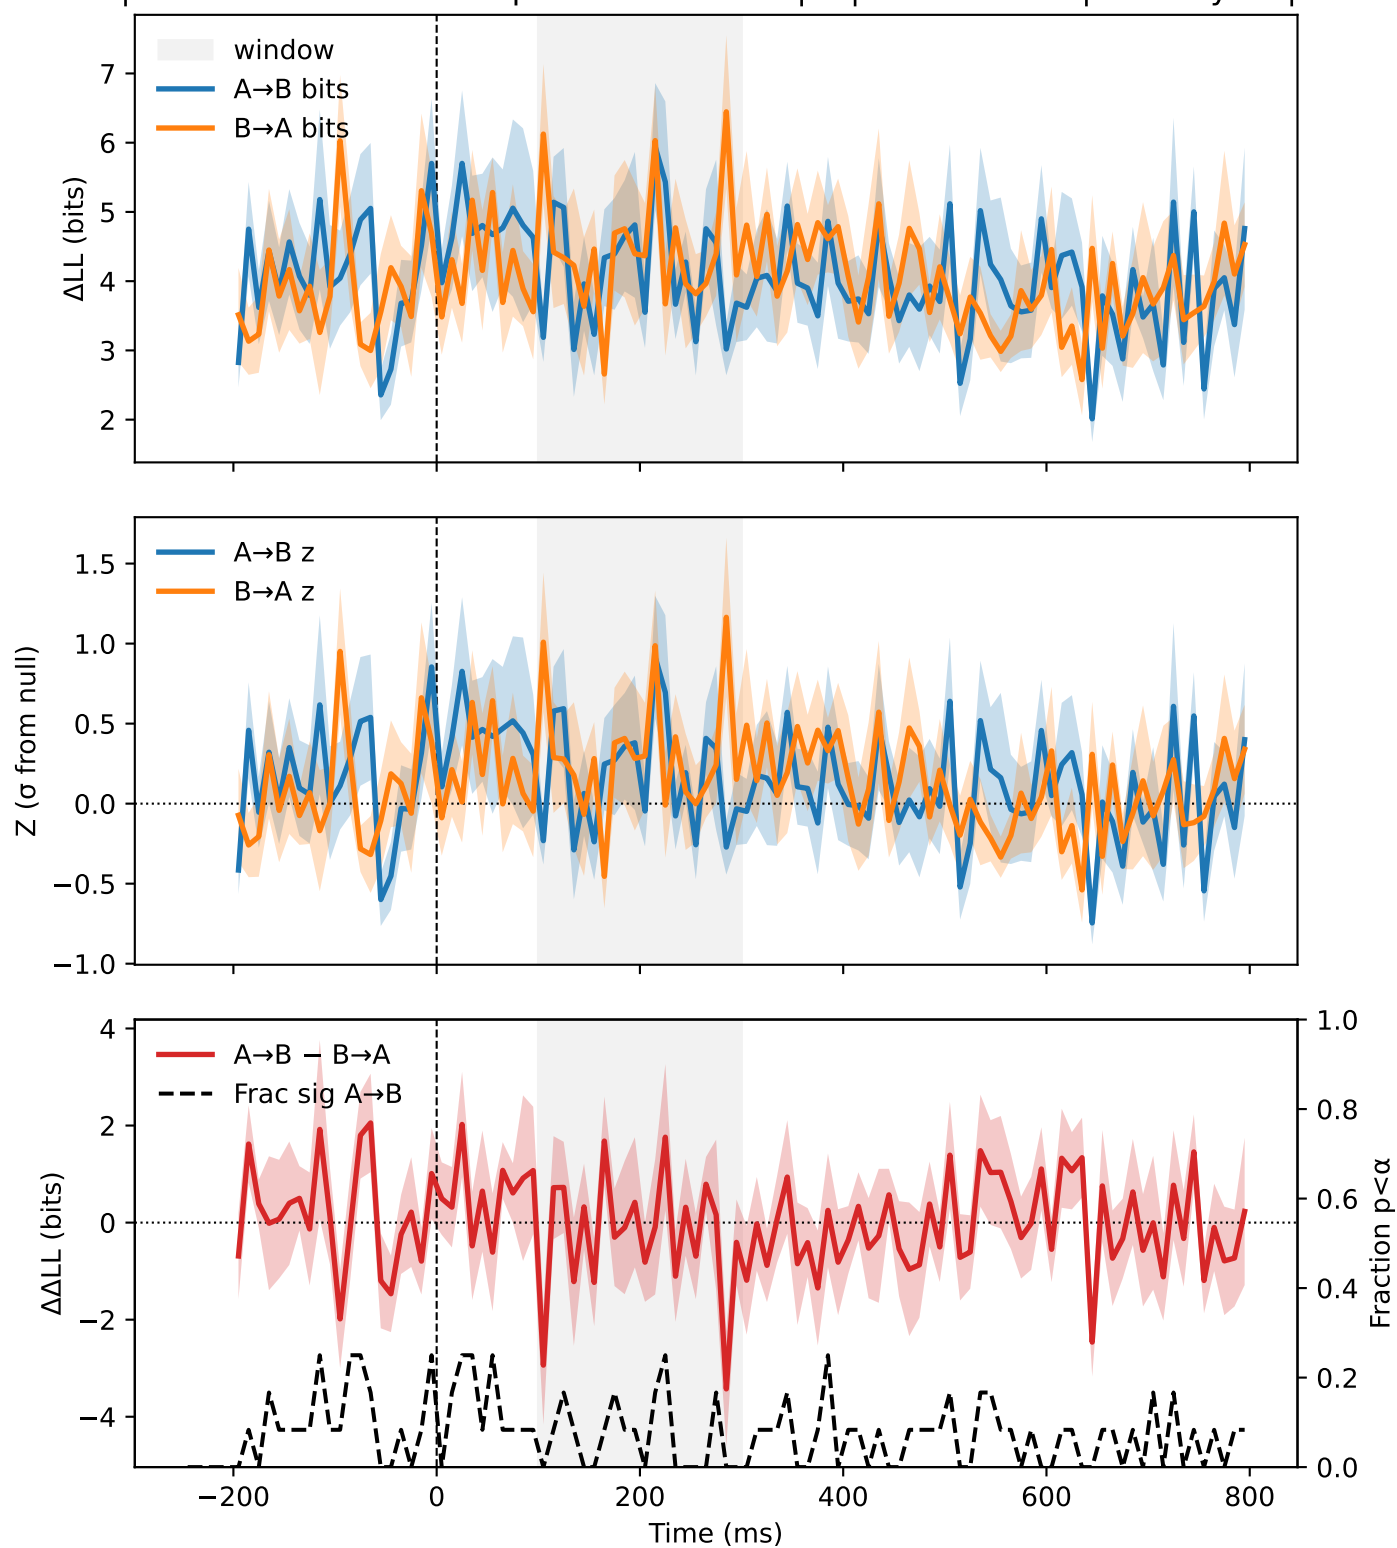 window
A→B bits
B→A bits
7
6
5
4
3
2
ΔLL (bits)
A→B z
B→A z
1.5
1.0
0.5
0.0
−0.5
−1.0
Z (σ from null)
A→B − B→A
Frac sig A→B
4
2
0
−2
−4
ΔΔLL (bits)
1.0
0.8
0.6
0.4
0.2
0.0
Fraction p<α
−200 0 200 400 600 800
Time (ms)